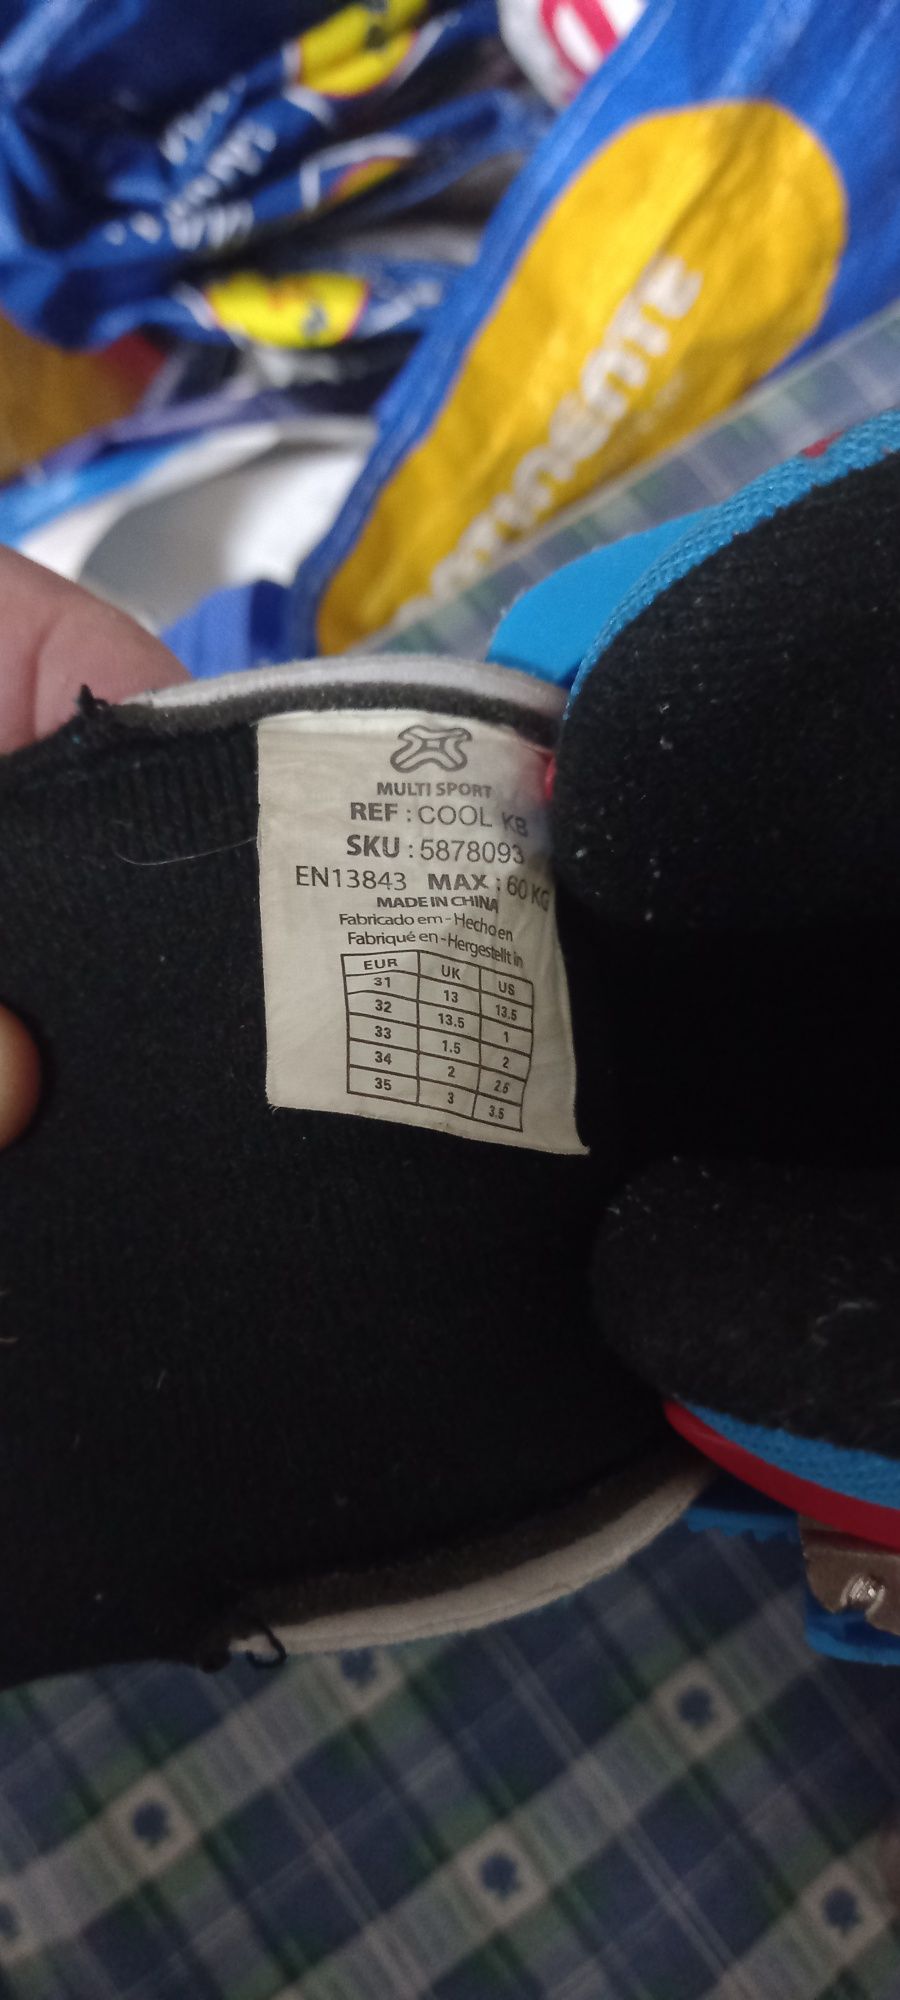 continente
MULTI SPORT
REF : COOL KB
SKU : 5878093
EN13843 MAX : 60 KG
MADE IN CHINA
Fabricado em - Hecho en
Fabriqué en - Hergestellt in
EUR UK US
31 13 13.5
32 13.5 1
33 1.5 2
34 2 2.5
35 3 3.5